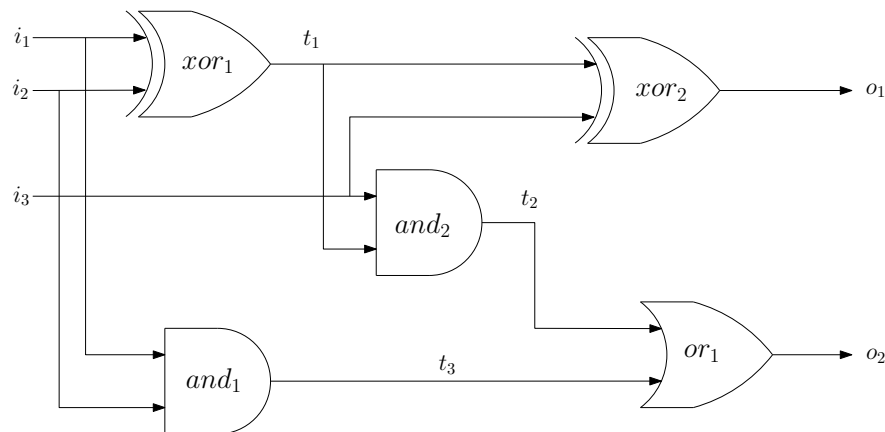 i₁
xor₁
t₁
xor₂
i₂
o₁
i₃
and₂
t₂
and₁
t₃
or₁
o₂